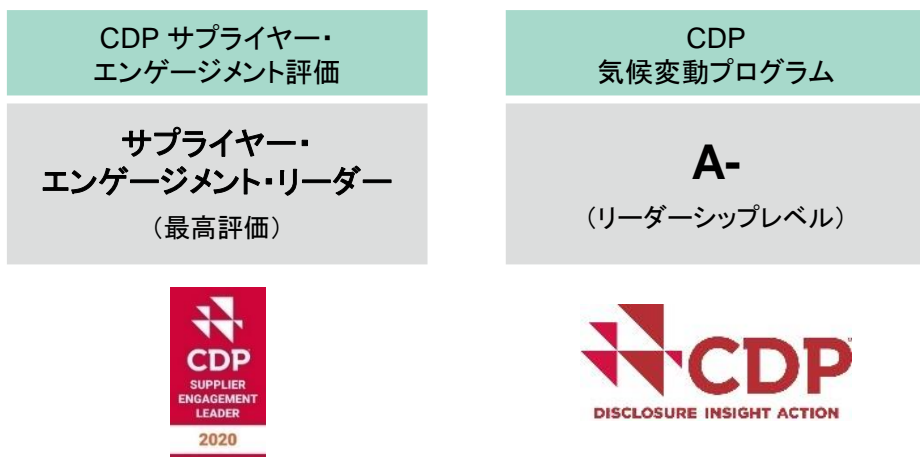 CDP サプライヤー・
エンゲージメント評価
サプライヤー・
エンゲージメント・リーダー
（最高評価）
CDP
SUPPLIER
ENGAGEMENT
LEADER
2020
CDP
気候変動プログラム
A-
（リーダーシップレベル）
CDP
DISCLOSURE INSIGHT ACTION